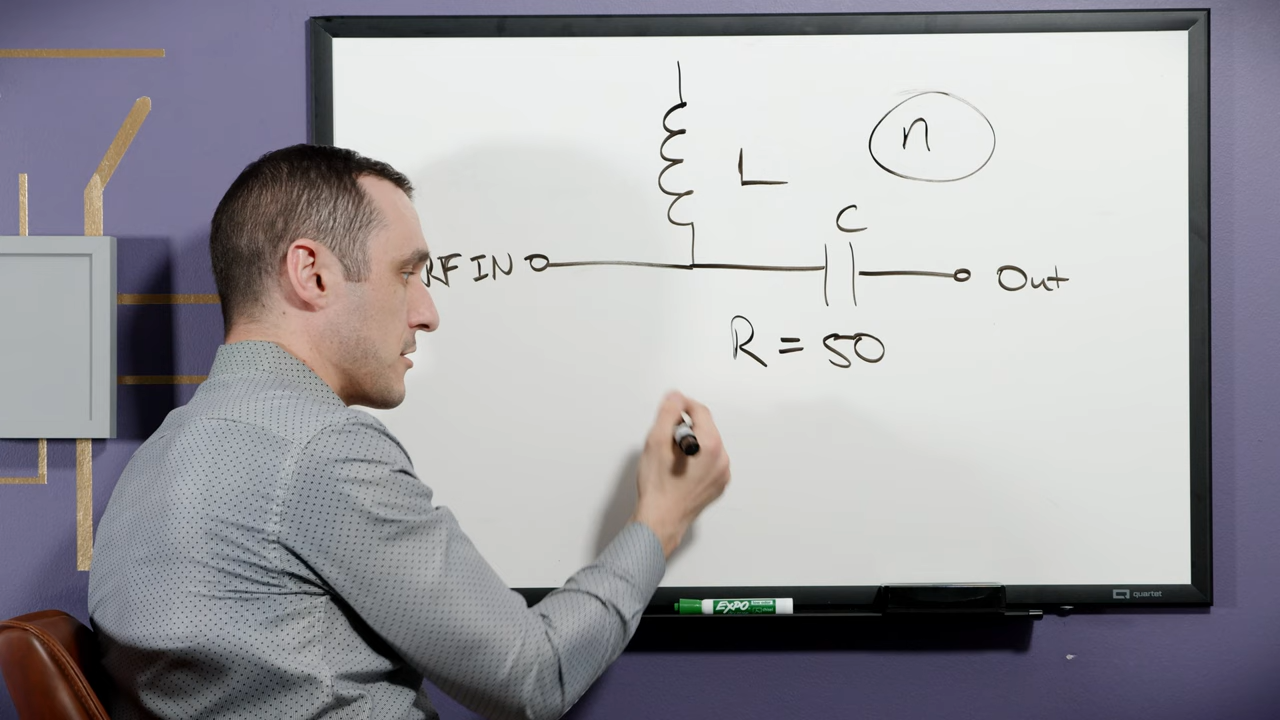 n
L
C
RF IN
Out
R = 50
EXPO
quartet